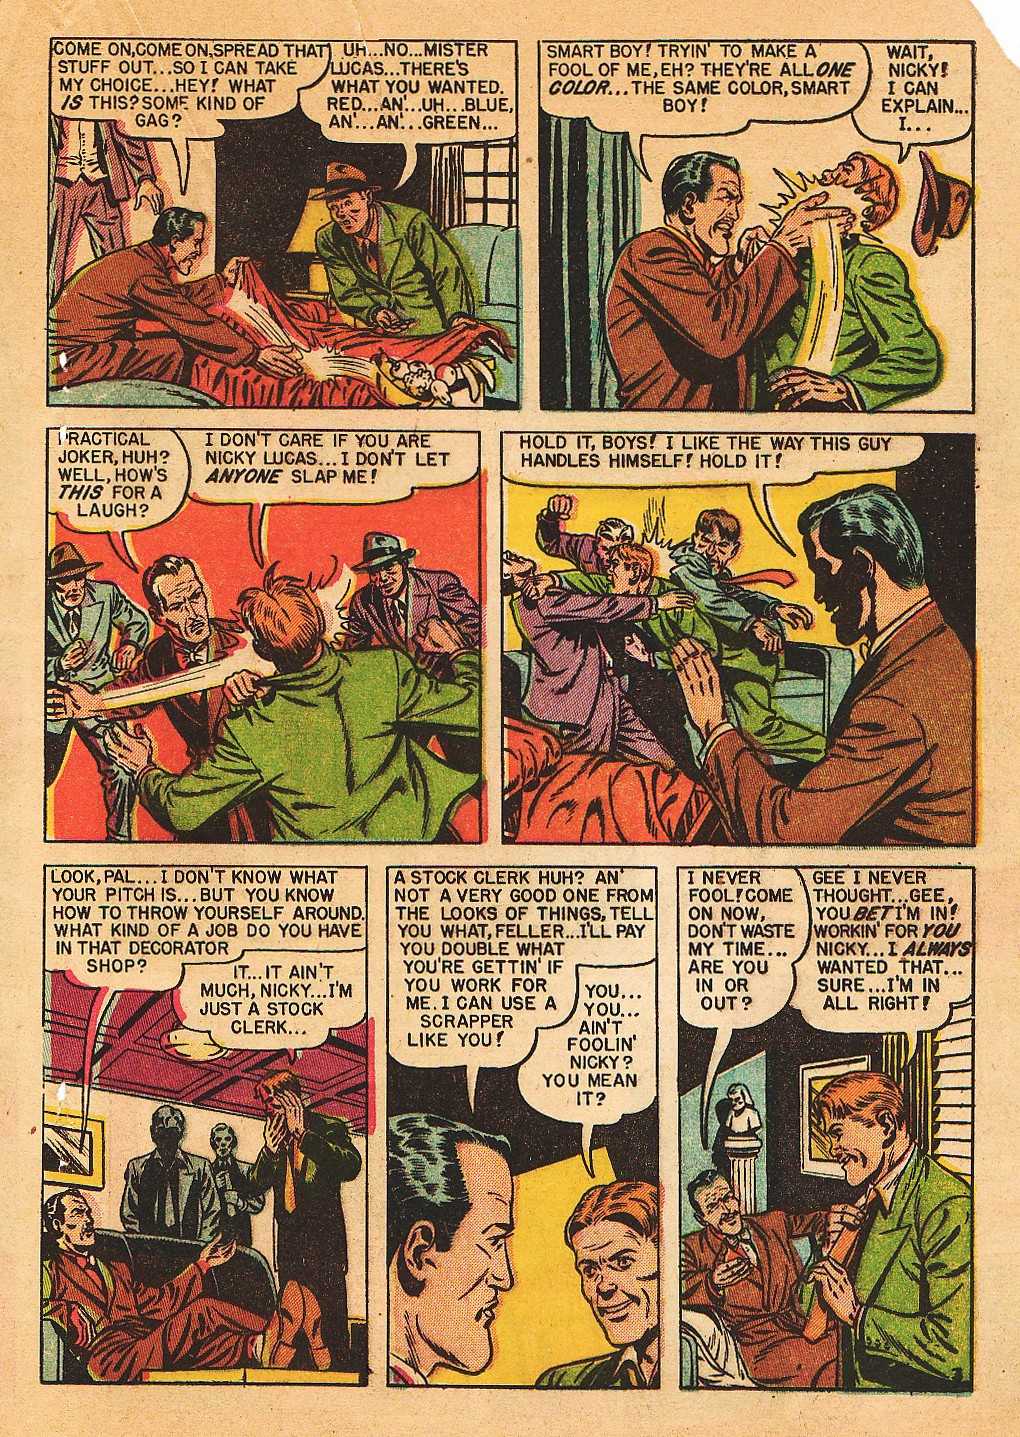 COME ON, COME ON, SPREAD THAT
STUFF OUT...SO I CAN TAKE
MY CHOICE...HEY! WHAT
IS THIS? SOME KIND OF
GAG?
UH...NO...MISTER
LUCAS...THERE'S
WHAT YOU WANTED.
RED...AN'...UH...BLUE,
AN'...AN'...GREEN...
SMART BOY! TRYIN' TO MAKE A
FOOL OF ME, EH? THEY'RE ALL ONE
COLOR...THE SAME COLOR, SMART
BOY!
WAIT,
NICKY!
I CAN
EXPLAIN...
I...
PRACTICAL
JOKER, HUH?
WELL, HOW'S
THIS FOR A
LAUGH?
I DON'T CARE IF YOU ARE
NICKY LUCAS...I DON'T LET
ANYONE SLAP ME!
HOLD IT, BOYS! I LIKE THE WAY THIS GUY
HANDLES HIMSELF! HOLD IT!
LOOK, PAL...I DON'T KNOW WHAT
YOUR PITCH IS...BUT YOU KNOW
HOW TO THROW YOURSELF AROUND.
WHAT KIND OF A JOB DO YOU HAVE
IN THAT DECORATOR
SHOP?
IT...IT AIN'T
MUCH, NICKY...I'M
JUST A STOCK
CLERK...
A STOCK CLERK HUH? AN'
NOT A VERY GOOD ONE FROM
THE LOOKS OF THINGS, TELL
YOU WHAT, FELLER...I'LL PAY
YOU DOUBLE WHAT
YOU'RE GETTIN' IF
YOU WORK FOR
ME. I CAN USE A
SCRAPPER
LIKE YOU!
YOU...
YOU...
AIN'T
FOOLIN'
NICKY?
YOU MEAN
IT?
I NEVER
FOOL! COME
ON NOW,
DON'T WASTE
MY TIME...
ARE YOU
IN OR
OUT?
GEE I NEVER
THOUGHT...GEE,
YOU BET I'M IN!
WORKIN' FOR YOU
NICKY...I ALWAYS
WANTED THAT...
SURE...I'M IN
ALL RIGHT!